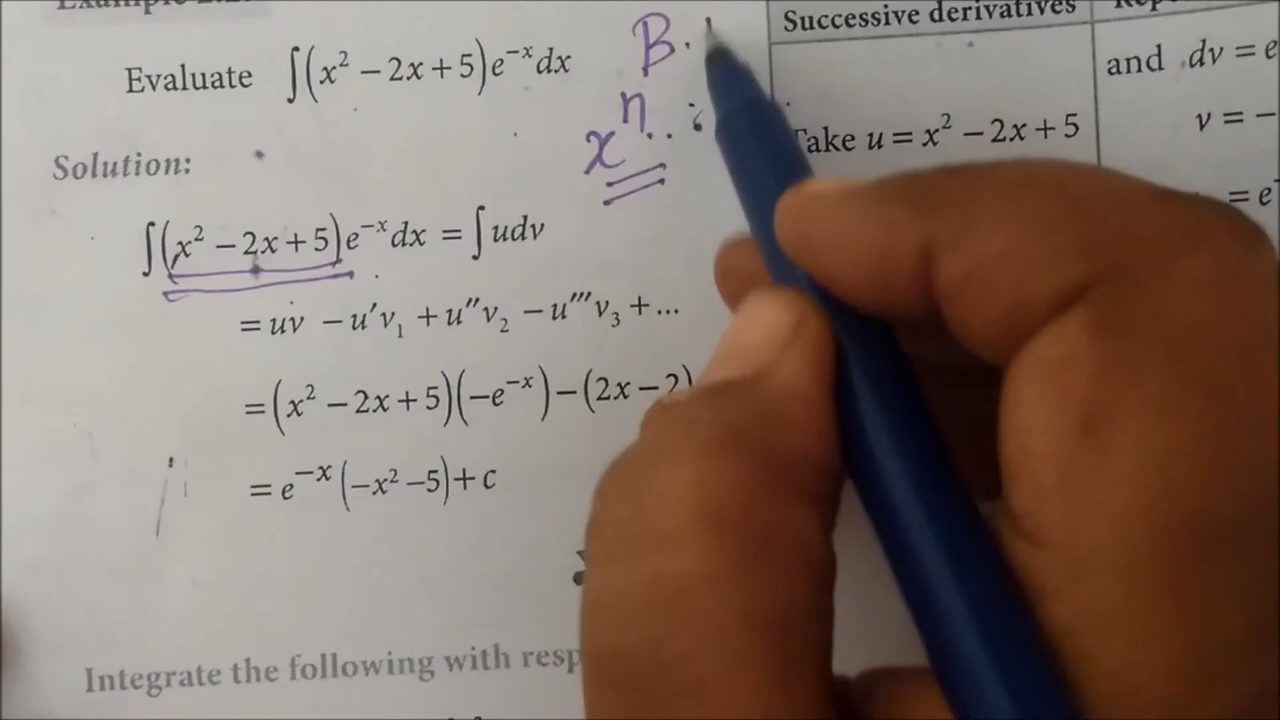 Successive derivatives
Evaluate ∫(x² − 2x + 5)e⁻ˣdx
B.
xⁿ..
and dv = e
v = −
Take u = x² − 2x + 5
= e
Solution:
∫(x² − 2x + 5)e⁻ˣdx = ∫udv
= uv − u′v₁ + u″v₂ − u‴v₃ + ...
= (x² − 2x + 5)(−e⁻ˣ) − (2x − 2)
= e⁻ˣ(−x² − 5) + c
Integrate the following with resp